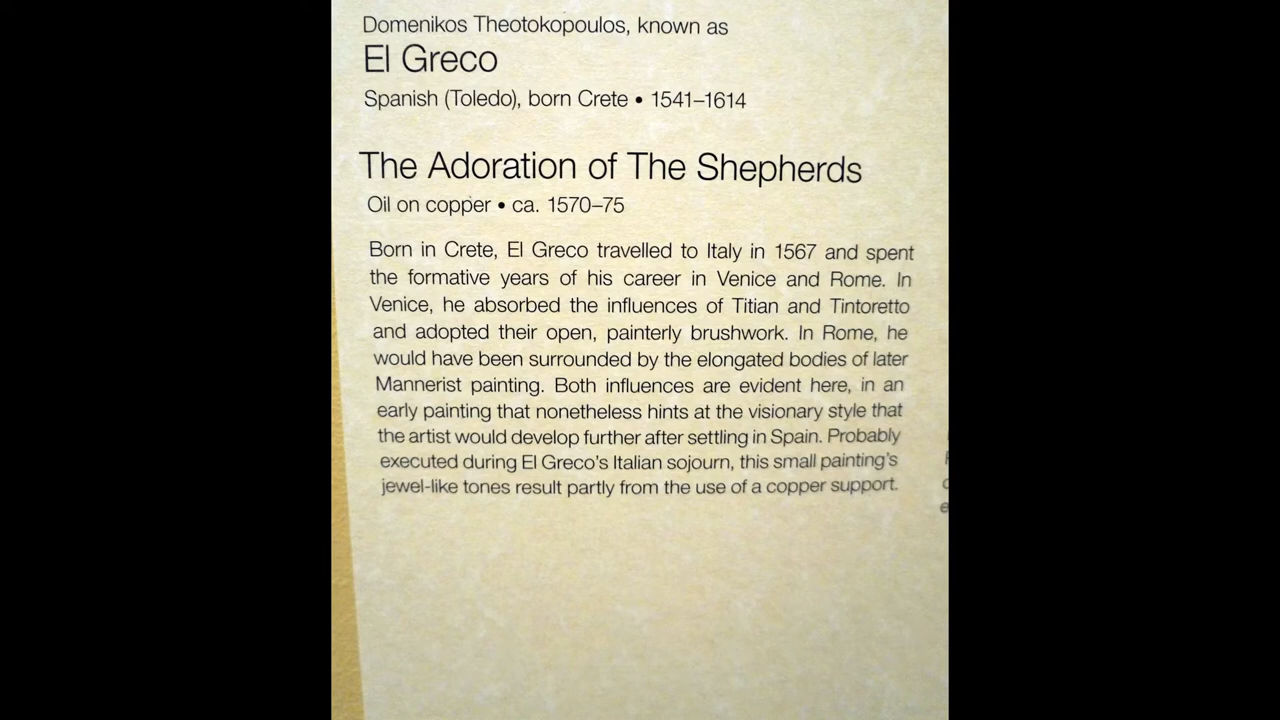 Domenikos Theotokopoulos, known as
El Greco
Spanish (Toledo), born Crete • 1541–1614
The Adoration of The Shepherds
Oil on copper • ca. 1570–75
Born in Crete, El Greco travelled to Italy in 1567 and spent
the formative years of his career in Venice and Rome. In
Venice, he absorbed the influences of Titian and Tintoretto
and adopted their open, painterly brushwork. In Rome, he
would have been surrounded by the elongated bodies of later
Mannerist painting. Both influences are evident here, in an
early painting that nonetheless hints at the visionary style that
the artist would develop further after settling in Spain. Probably
executed during El Greco's Italian sojourn, this small painting's
jewel-like tones result partly from the use of a copper support.